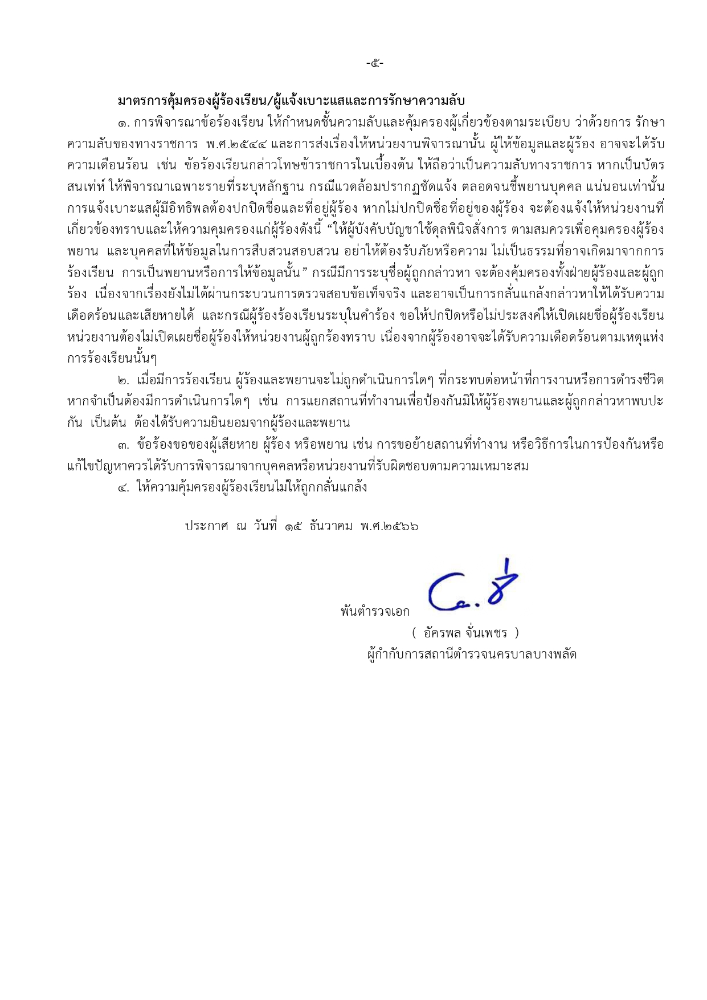 -๕-
มาตรการคุ้มครองผู้ร้องเรียน/ผู้แจ้งเบาะแสและการรักษาความลับ
๑. การพิจารณาข้อร้องเรียน ให้กำหนดชั้นความลับและคุ้มครองผู้เกี่ยวข้องตามระเบียบ ว่าด้วยการ รักษา
ความลับของทางราชการ พ.ศ.๒๕๔๔ และการส่งเรื่องให้หน่วยงานพิจารณานั้น ผู้ให้ข้อมูลและผู้ร้อง อาจจะได้รับ
ความเดือนร้อน เช่น ข้อร้องเรียนกล่าวโทษข้าราชการในเบื้องต้น ให้ถือว่าเป็นความลับทางราชการ หากเป็นบัตร
สนเท่ห์ ให้พิจารณาเฉพาะรายที่ระบุหลักฐาน กรณีแวดล้อมปรากฏชัดแจ้ง ตลอดจนชี้พยานบุคคล แน่นอนเท่านั้น
การแจ้งเบาะแสผู้มีอิทธิพลต้องปกปิดชื่อและที่อยู่ผู้ร้อง หากไม่ปกปิดชื่อที่อยู่ของผู้ร้อง จะต้องแจ้งให้หน่วยงานที่
เกี่ยวข้องทราบและให้ความคุมครองแก่ผู้ร้องดังนี้ “ให้ผู้บังคับบัญชาใช้ดุลพินิจสั่งการ ตามสมควรเพื่อคุมครองผู้ร้อง
พยาน และบุคคลที่ให้ข้อมูลในการสืบสวนสอบสวน อย่าให้ต้องรับภัยหรือความ ไม่เป็นธรรมที่อาจเกิดมาจากการ
ร้องเรียน การเป็นพยานหรือการให้ข้อมูลนั้น” กรณีมีการระบุชื่อผู้ถูกกล่าวหา จะต้องคุ้มครองทั้งฝ่ายผู้ร้องและผู้ถูก
ร้อง เนื่องจากเรื่องยังไม่ได้ผ่านกระบวนการตรวจสอบข้อเท็จจริง และอาจเป็นการกลั่นแกล้งกล่าวหาให้ได้รับความ
เดือดร้อนและเสียหายได้ และกรณีผู้ร้องร้องเรียนระบุในคำร้อง ขอให้ปกปิดหรือไม่ประสงค์ให้เปิดเผยชื่อผู้ร้องเรียน
หน่วยงานต้องไม่เปิดเผยชื่อผู้ร้องให้หน่วยงานผู้ถูกร้องทราบ เนื่องจากผู้ร้องอาจจะได้รับความเดือดร้อนตามเหตุแห่ง
การร้องเรียนนั้นๆ
๒. เมื่อมีการร้องเรียน ผู้ร้องและพยานจะไม่ถูกดำเนินการใดๆ ที่กระทบต่อหน้าที่การงานหรือการดำรงชีวิต
หากจำเป็นต้องมีการดำเนินการใดๆ เช่น การแยกสถานที่ทำงานเพื่อป้องกันมิให้ผู้ร้องพยานและผู้ถูกกล่าวหาพบปะ
กัน เป็นต้น ต้องได้รับความยินยอมจากผู้ร้องและพยาน
๓. ข้อร้องขอของผู้เสียหาย ผู้ร้อง หรือพยาน เช่น การขอย้ายสถานที่ทำงาน หรือวิธีการในการป้องกันหรือ
แก้ไขปัญหาควรได้รับการพิจารณาจากบุคคลหรือหน่วยงานที่รับผิดชอบตามความเหมาะสม
๔. ให้ความคุ้มครองผู้ร้องเรียนไม่ให้ถูกกลั่นแกล้ง
ประกาศ ณ วันที่ ๑๕ ธันวาคม พ.ศ.๒๕๖๖
พันตำรวจเอก
( อัครพล จั่นเพชร )
ผู้กำกับการสถานีตำรวจนครบาลบางพลัด